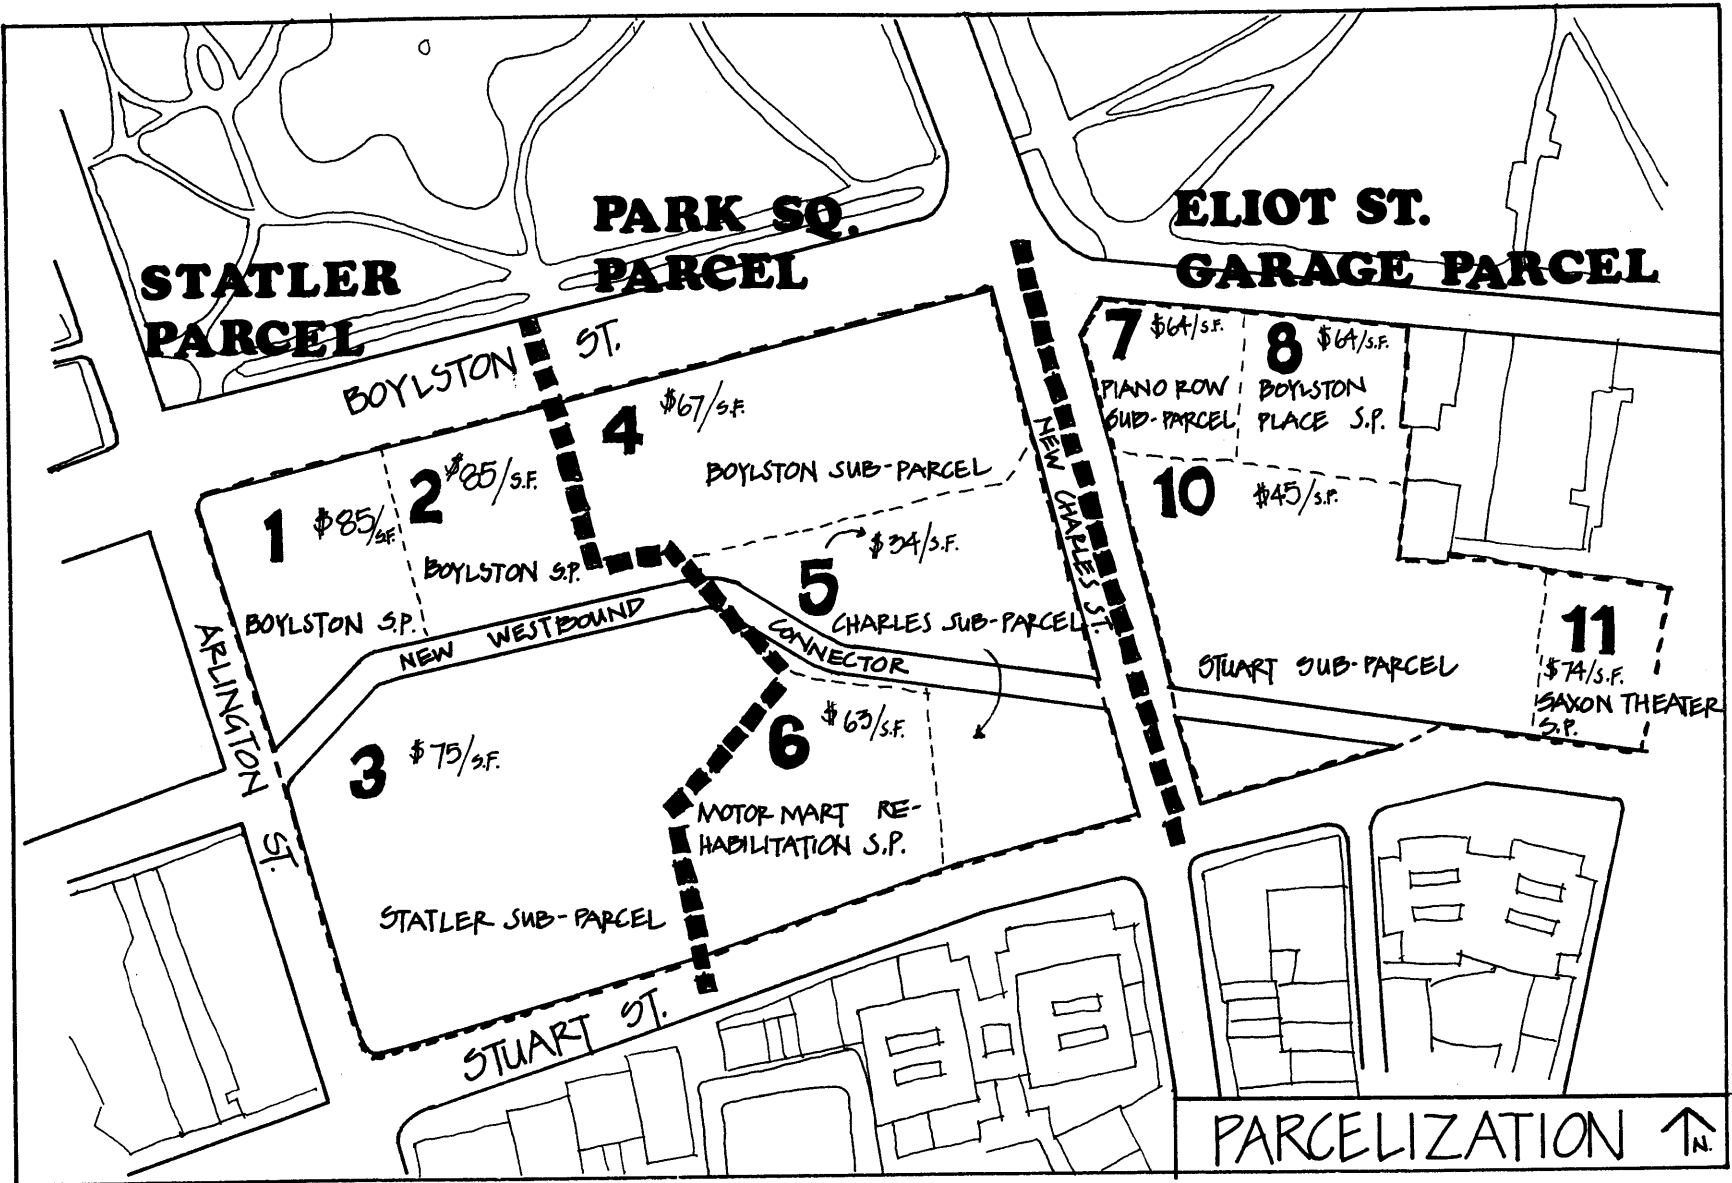 STATLER
PARCEL
PARK SQ.
PARCEL
ELIOT ST.
GARAGE PARCEL
BOYLSTON ST.
1 $85/S.F.
BOYLSTON S.P.
2 $85/S.F.
BOYLSTON S.P.
4 $67/S.F.
BOYLSTON SUB-PARCEL
5 $34/S.F.
CHARLES SUB-PARCEL
NEW WESTBOUND CONNECTOR
NEW CHARLES ST.
7 $64/S.F.
PIANO ROW
SUB-PARCEL
8 $64/S.F.
BOYLSTON
PLACE S.P.
10 $45/S.P.
STUART SUB-PARCEL
11
$74/S.F.
SAXON THEATER
S.P.
ARLINGTON ST.
3 $75/S.F.
STATLER SUB-PARCEL
6 $63/S.F.
MOTOR MART RE-
HABILITATION S.P.
STUART ST.
PARCELIZATION N.